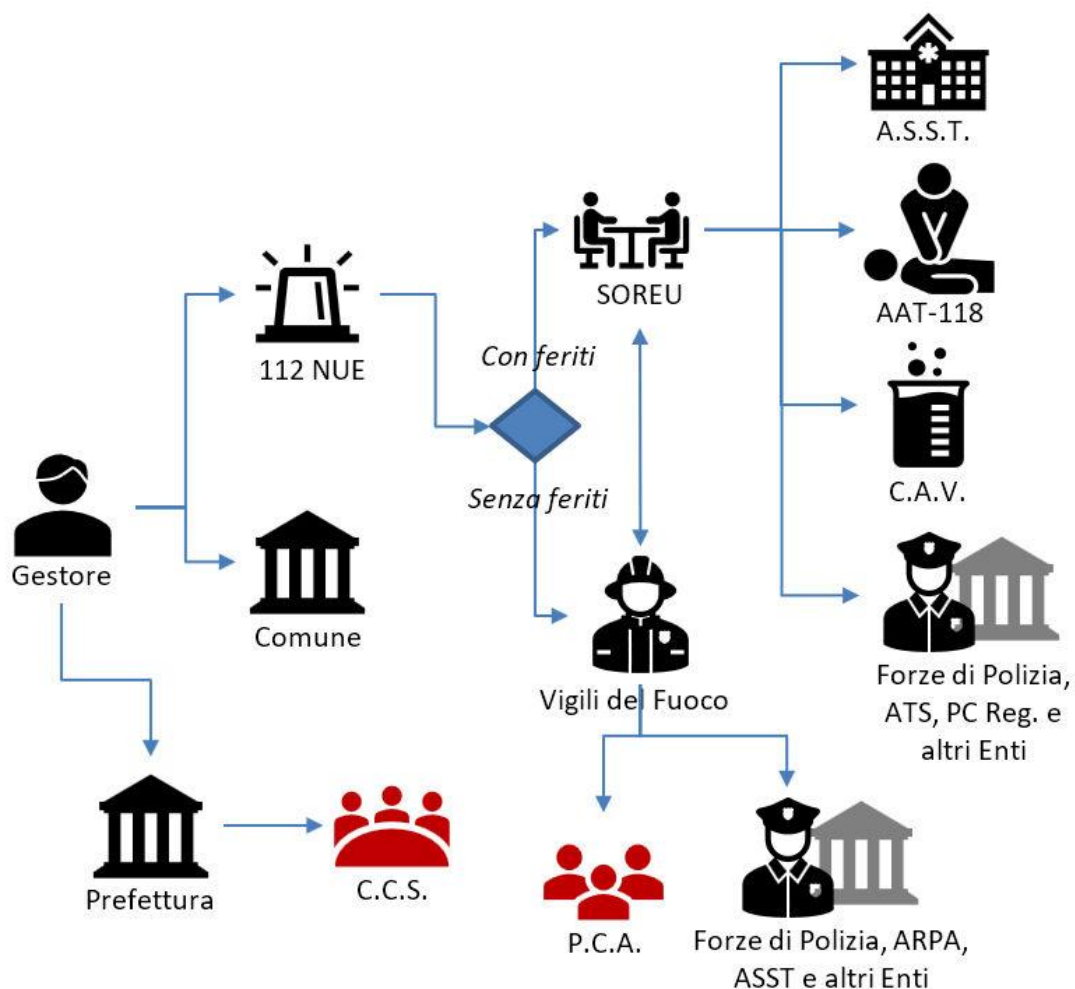 A.S.S.T.
SOREU
AAT-118
112 NUE
Con feriti
C.A.V.
Senza feriti
Gestore
Comune
Vigili del Fuoco
Forze di Polizia,
ATS, PC Reg. e
altri Enti
Prefettura
C.C.S.
P.C.A.
Forze di Polizia, ARPA,
ASST e altri Enti